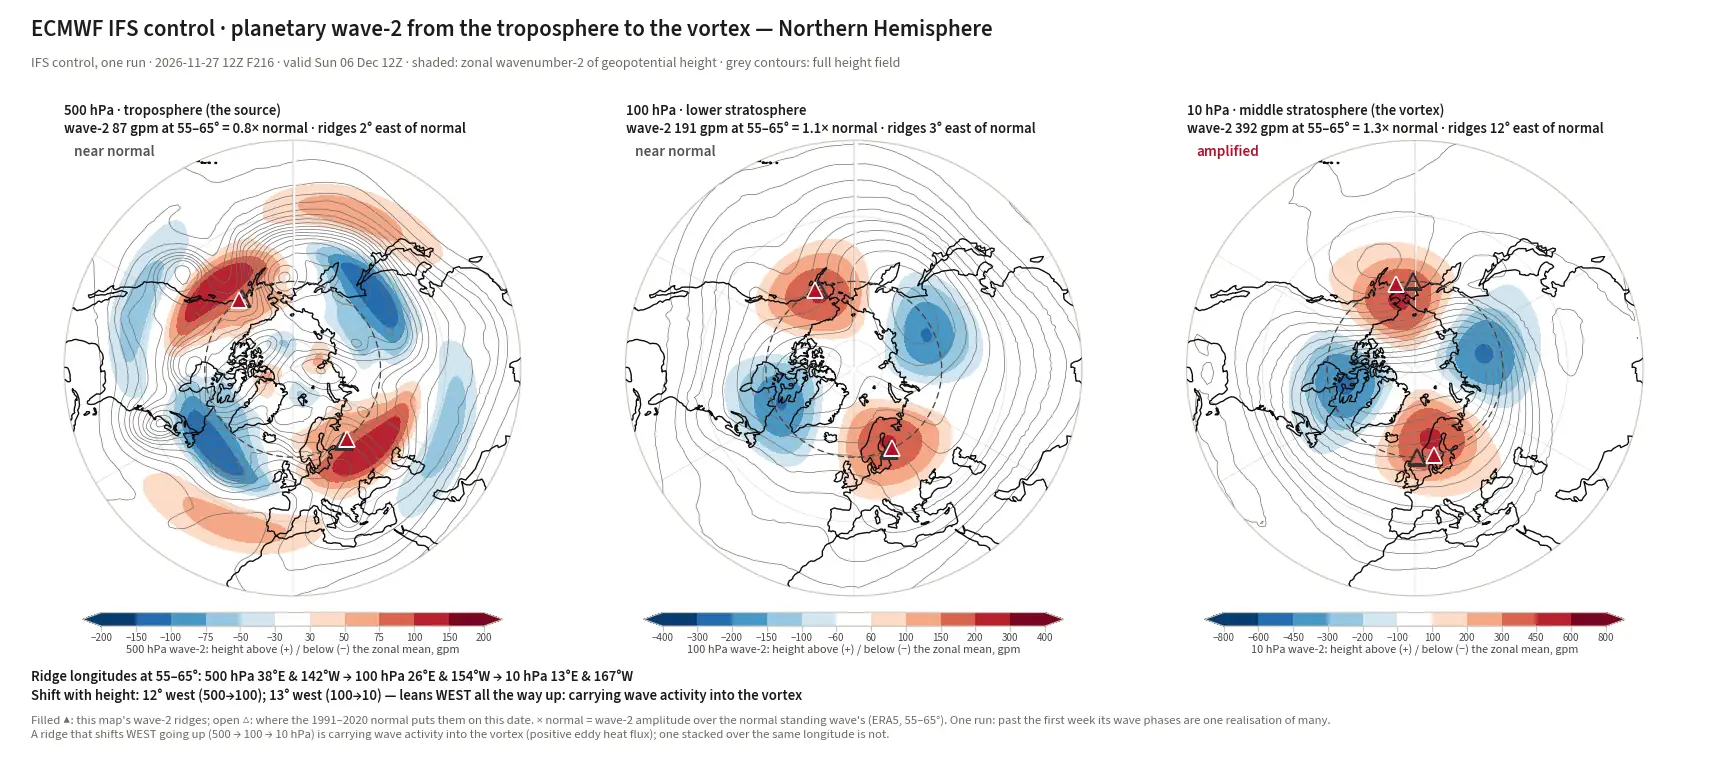 ECMWF IFS control · planetary wave-2 from the troposphere to the vortex — Northern Hemisphere
IFS control, one run · 2026-11-27 12Z F216 · valid Sun 06 Dec 12Z · shaded: zonal wavenumber-2 of geopotential height · grey contours: full height field
500 hPa · troposphere (the source)
wave-2 87 gpm at 55–65° = 0.8× normal · ridges 2° east of normal
near normal
100 hPa · lower stratosphere
wave-2 191 gpm at 55–65° = 1.1× normal · ridges 3° east of normal
near normal
10 hPa · middle stratosphere (the vortex)
wave-2 392 gpm at 55–65° = 1.3× normal · ridges 12° east of normal
amplified
−200 −150 −100 −75 −50 −30 30 50 75 100 150 200
500 hPa wave-2: height above (+) / below (−) the zonal mean, gpm
−400 −300 −200 −150 −100 −60 60 100 150 200 300 400
100 hPa wave-2: height above (+) / below (−) the zonal mean, gpm
−800 −600 −450 −300 −200 −100 100 200 300 450 600 800
10 hPa wave-2: height above (+) / below (−) the zonal mean, gpm
Ridge longitudes at 55–65°: 500 hPa 38°E & 142°W → 100 hPa 26°E & 154°W → 10 hPa 13°E & 167°W
Shift with height: 12° west (500→100); 13° west (100→10) — leans WEST all the way up: carrying wave activity into the vortex
Filled ▲: this map's wave-2 ridges; open △: where the 1991–2020 normal puts them on this date. × normal = wave-2 amplitude over the normal standing wave's (ERA5, 55–65°). One run: past the first week its wave phases are one realisation of many.
A ridge that shifts WEST going up (500 → 100 → 10 hPa) is carrying wave activity into the vortex (positive eddy heat flux); one stacked over the same longitude is not.